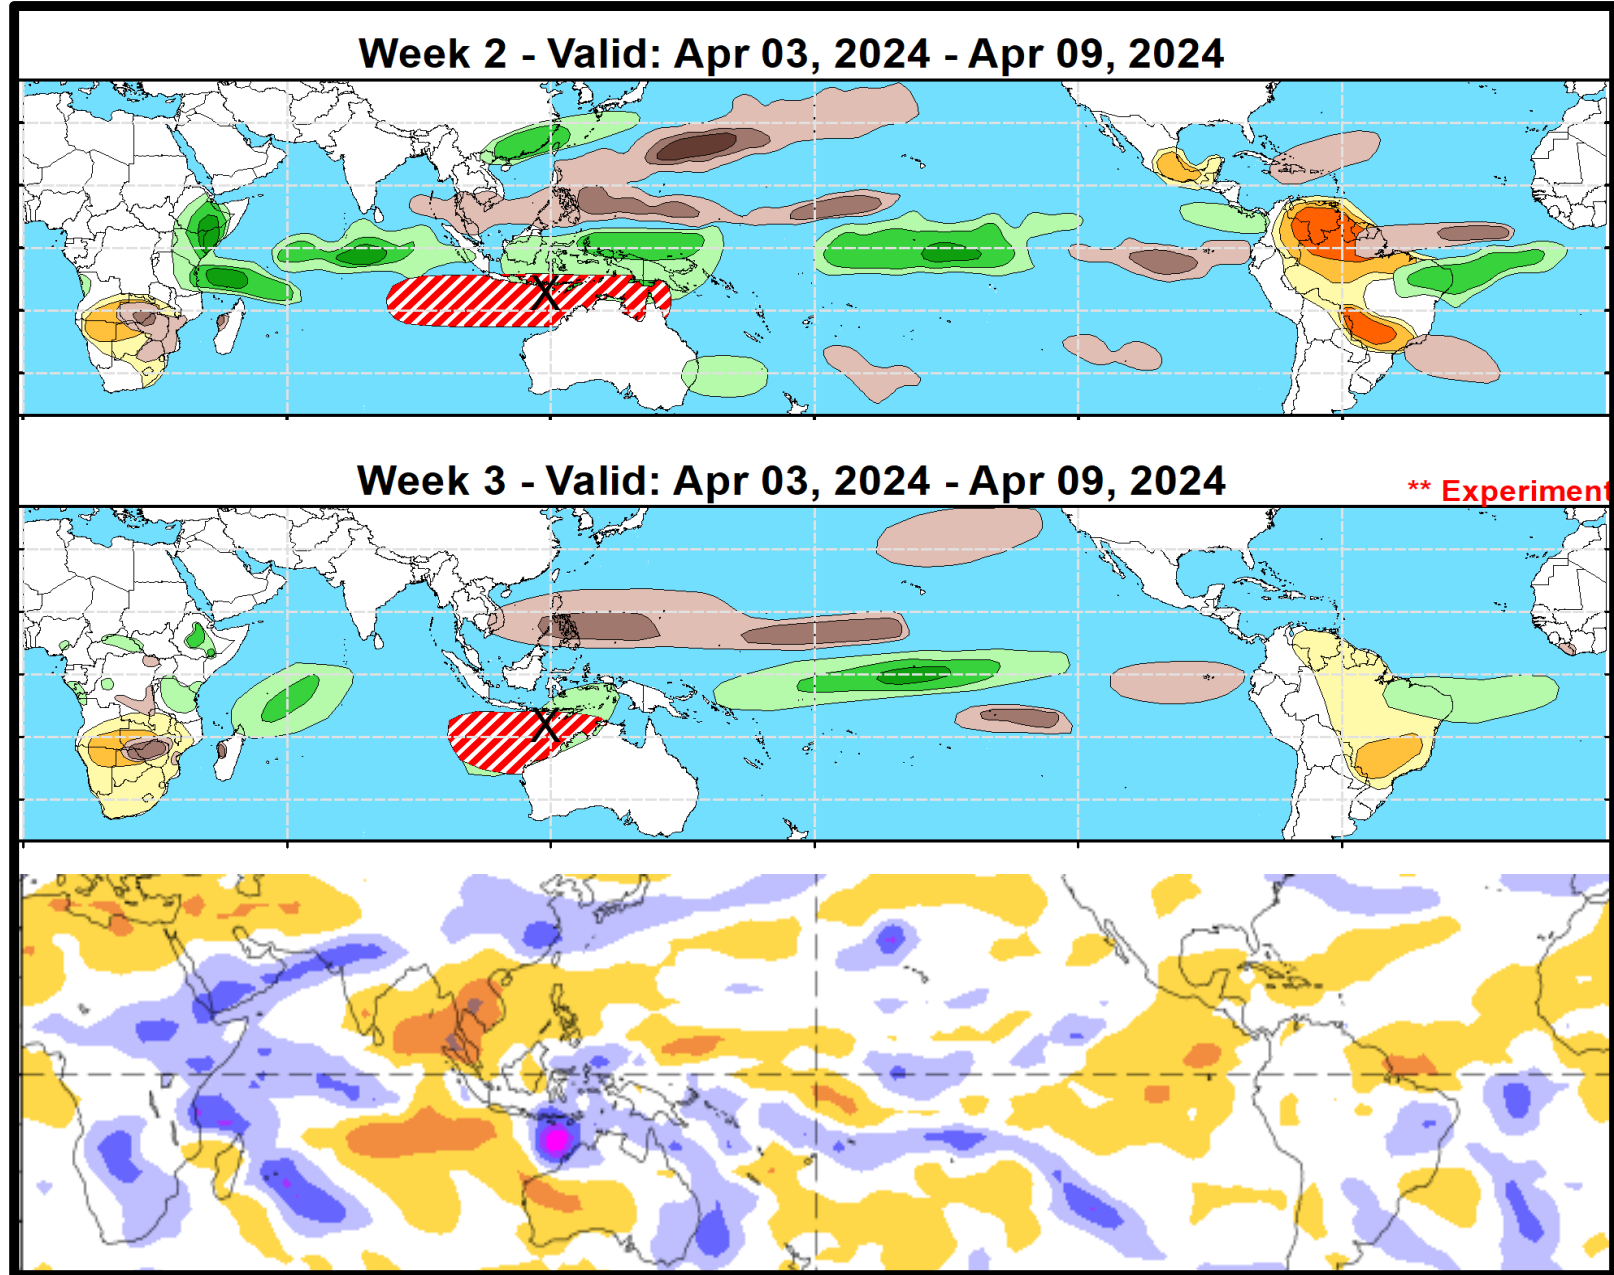 Week 2 - Valid: Apr 03, 2024 - Apr 09, 2024
X
Week 3 - Valid: Apr 03, 2024 - Apr 09, 2024
** Experiment
X